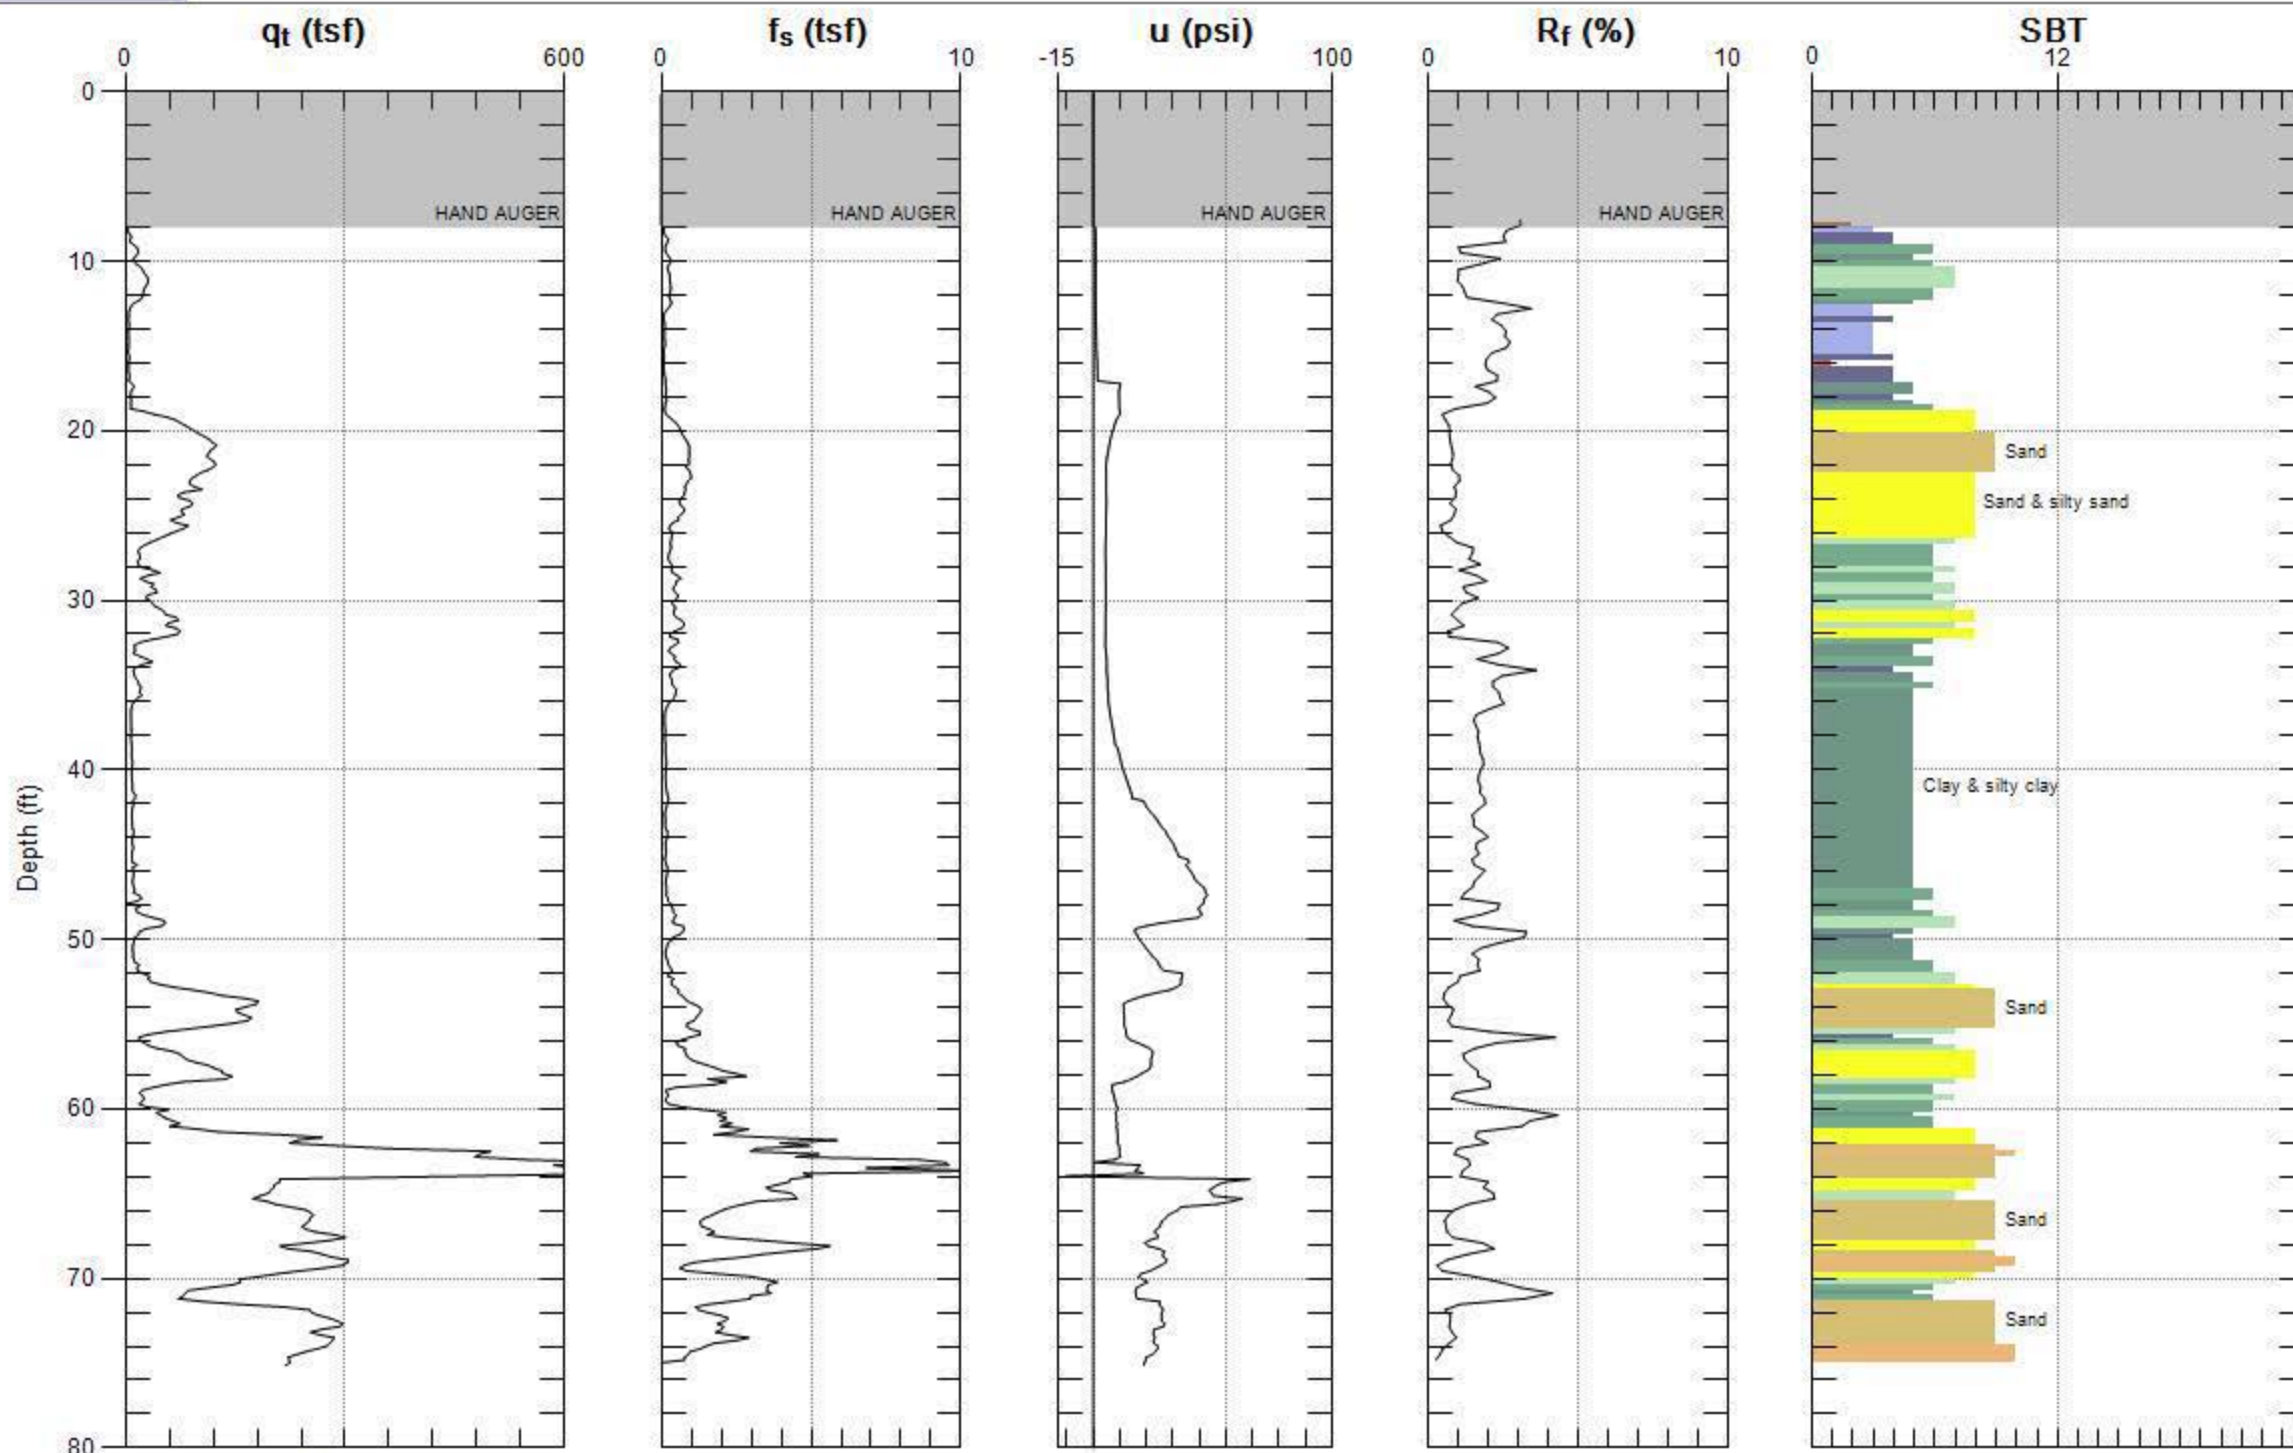 qt (tsf)
fs (tsf)
u (psi)
Rf (%)
SBT
0
600
0
10
-15
100
0
10
0
12
0
HAND AUGER
HAND AUGER
HAND AUGER
HAND AUGER
10
20
Sand
Sand & silty sand
30
40
Clay & silty clay
Depth (ft)
50
Sand
60
Sand
70
Sand
80